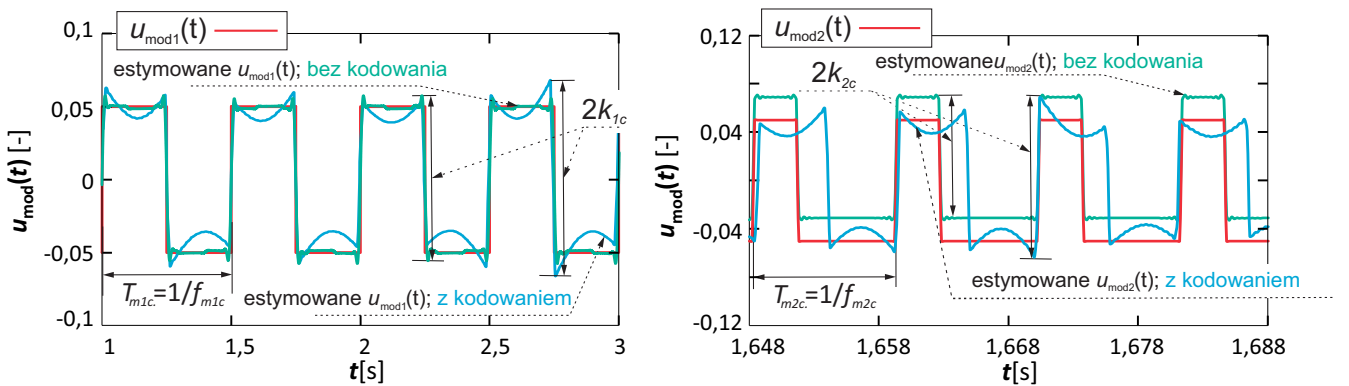 u_mod1(t)
0,1
0,05
0
-0,05
-0,1
u_mod(t) [-]
estymowane u_mod1(t); bez kodowania
2k_1c
T_m1c.=1/f_m1c
estymowane u_mod1(t); z kodowaniem
1
1,5
2
2,5
3
t[s]
u_mod2(t)
0,12
0,04
-0,04
-0,12
u_mod(t) [-]
estymowaneu_mod2(t); bez kodowania
2k_2c
T_m2c.=1/f_m2c
estymowane u_mod2(t); z kodowaniem
1,648
1,658
1,668
1,678
1,688
t[s]